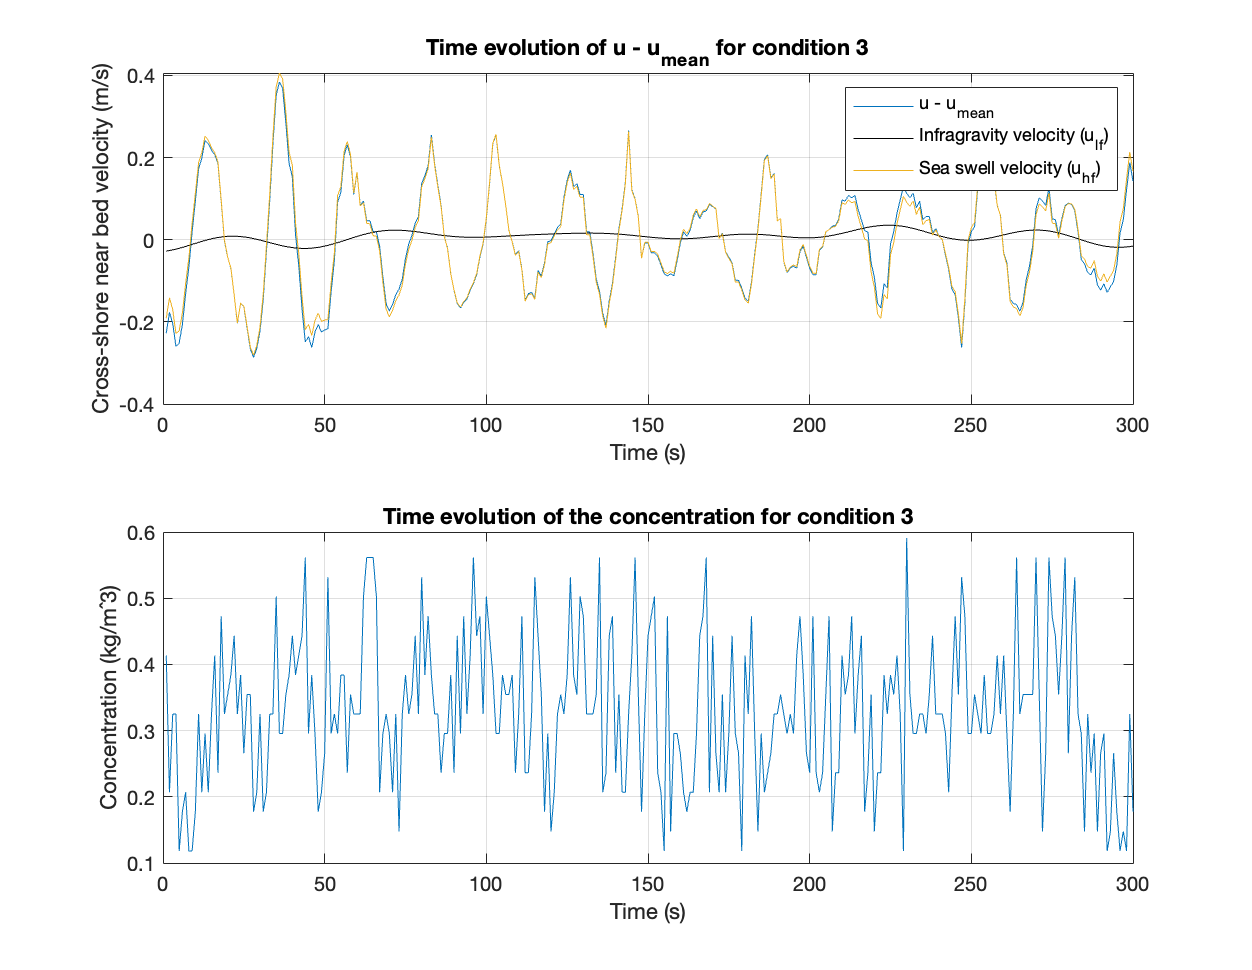 Time evolution of u - u_mean for condition 3
Cross-shore near bed velocity (m/s)
0.4
0.2
0
-0.2
-0.4
u - u_mean
Infragravity velocity (u_lf)
Sea swell velocity (u_hf)
0 50 100 150 200 250 300
Time (s)
Time evolution of the concentration for condition 3
Concentration (kg/m^3)
0.6
0.5
0.4
0.3
0.2
0.1
0 50 100 150 200 250 300
Time (s)